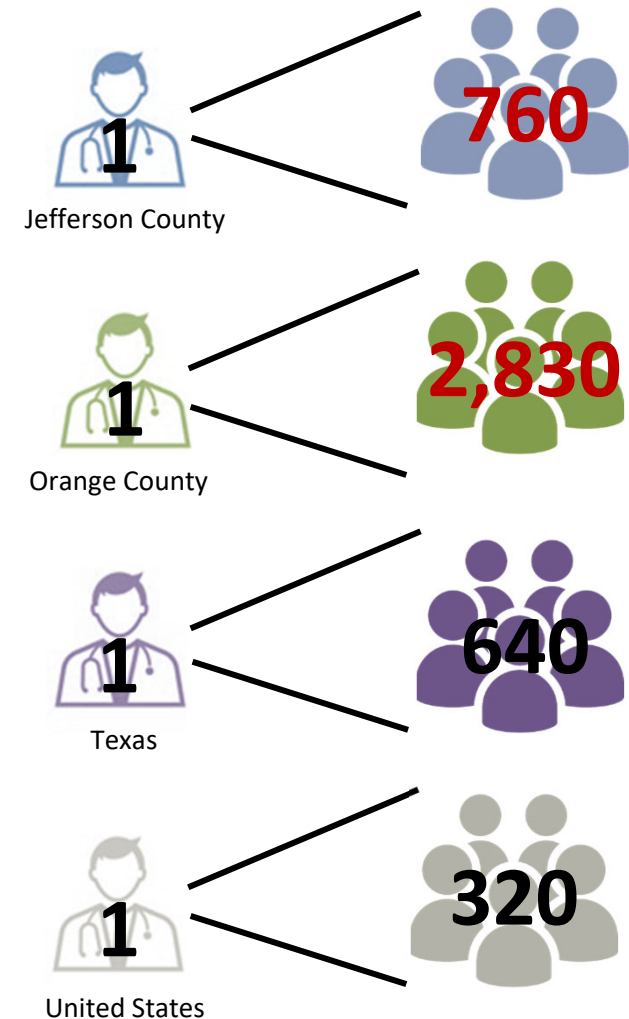 1
760
Jefferson County
1
2,830
Orange County
1
640
Texas
1
320
United States